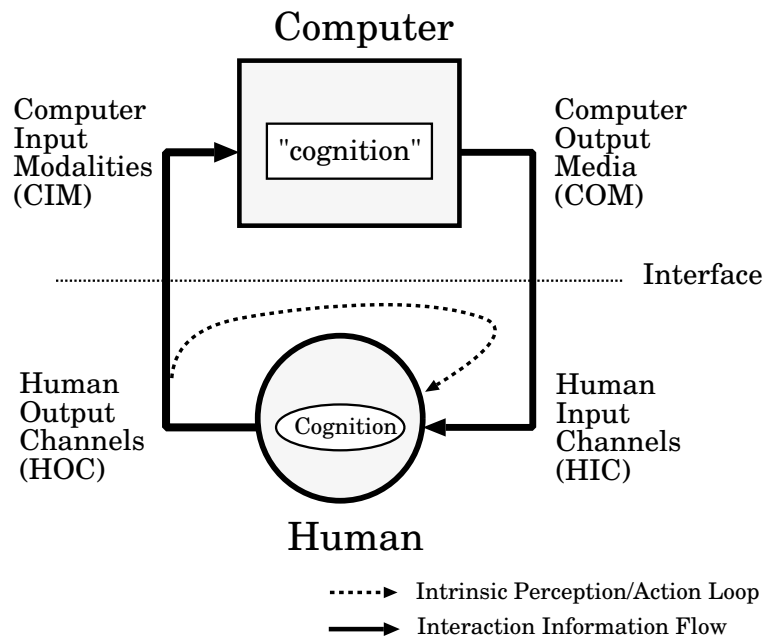 Computer
Computer
Input
Modalities
(CIM)
"cognition"
Computer
Output
Media
(COM)
Interface
Human
Output
Channels
(HOC)
Cognition
Human
Input
Channels
(HIC)
Human
Intrinsic Perception/Action Loop
Interaction Information Flow